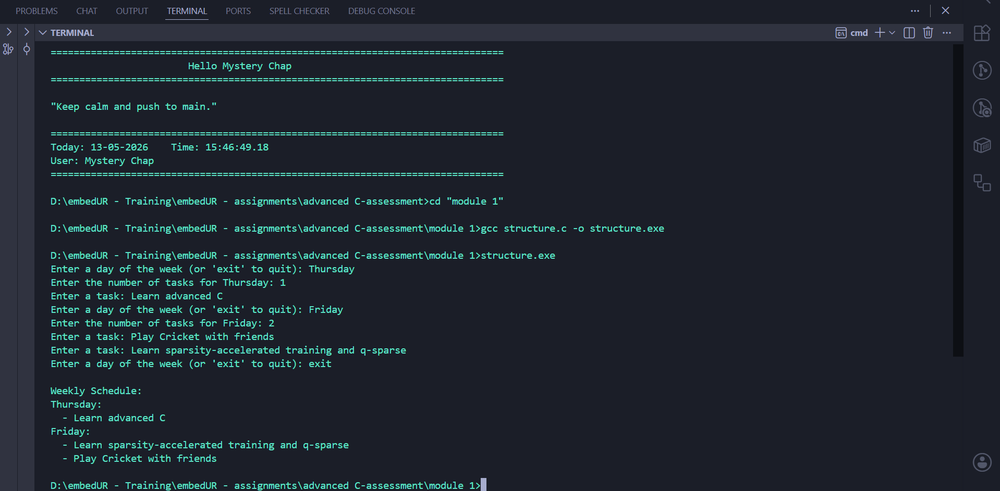 PROBLEMS CHAT OUTPUT TERMINAL PORTS SPELL CHECKER DEBUG CONSOLE
TERMINAL cmd
===============================================================================
Hello Mystery Chap
===============================================================================
"Keep calm and push to main."
===============================================================================
Today: 13-05-2026    Time: 15:46:49.18
User: Mystery Chap
===============================================================================
D:\embedUR - Training\embedUR - assignments\advanced C-assessment>cd "module 1"
D:\embedUR - Training\embedUR - assignments\advanced C-assessment\module 1>gcc structure.c -o structure.exe
D:\embedUR - Training\embedUR - assignments\advanced C-assessment\module 1>structure.exe
Enter a day of the week (or 'exit' to quit): Thursday
Enter the number of tasks for Thursday: 1
Enter a task: Learn advanced C
Enter a day of the week (or 'exit' to quit): Friday
Enter the number of tasks for Friday: 2
Enter a task: Play Cricket with friends
Enter a task: Learn sparsity-accelerated training and q-sparse
Enter a day of the week (or 'exit' to quit): exit
Weekly Schedule:
Thursday:
  - Learn advanced C
Friday:
  - Learn sparsity-accelerated training and q-sparse
  - Play Cricket with friends
D:\embedUR - Training\embedUR - assignments\advanced C-assessment\module 1>